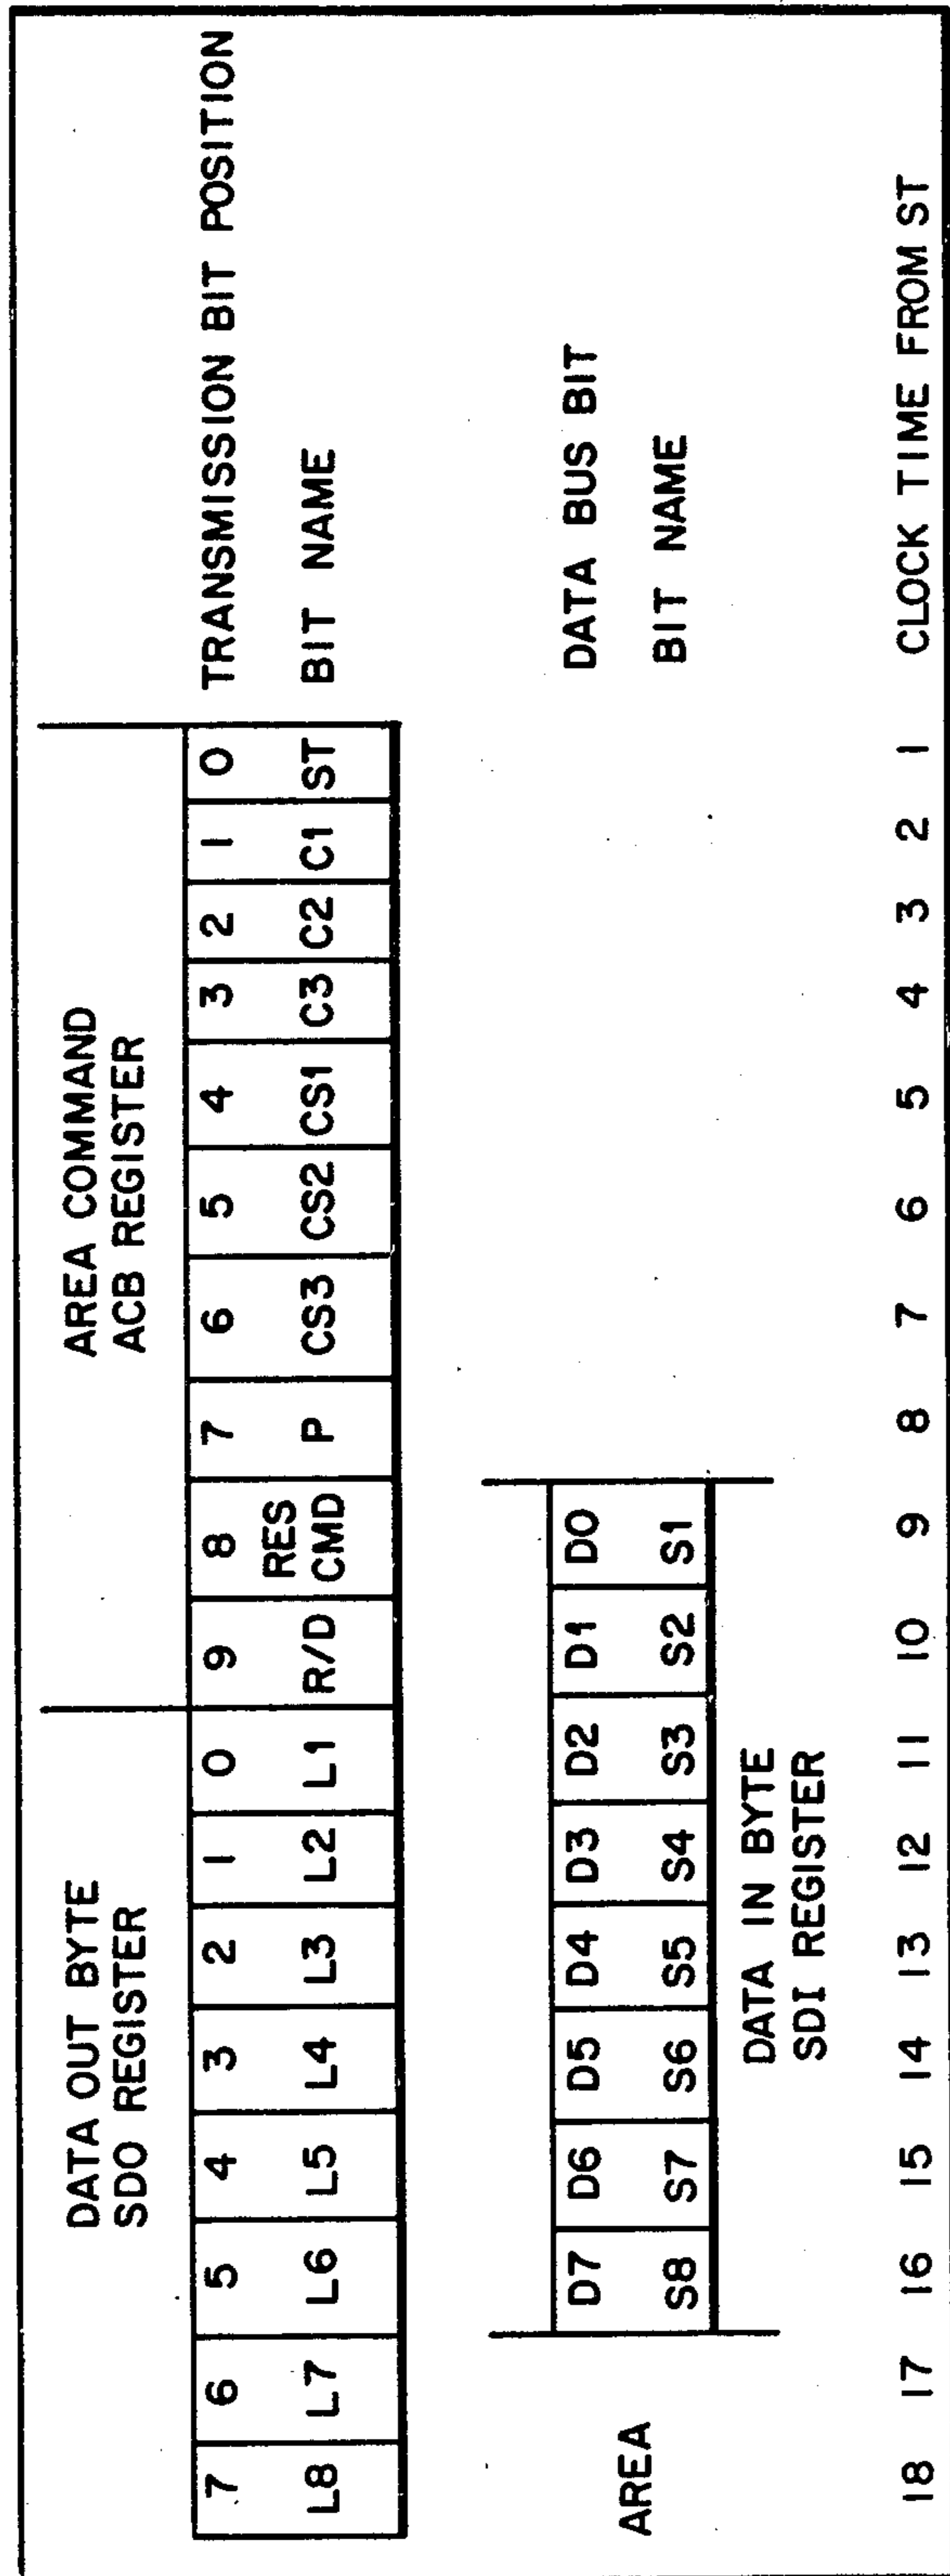 DATA OUT BYTE AREA COMMAND
SDO REGISTER ACB REGISTER
7 6 5 4 3 2 1 0 9 8 7 6 5 4 3 2 1 0 TRANSMISSION BIT POSITION
L8 L7 L6 L5 L4 L3 L2 L1 R/D RES CMD P CS3 CS2 CS1 C3 C2 C1 ST BIT NAME
D7 D6 D5 D4 D3 D2 D1 D0 DATA BUS BIT
AREA
S8 S7 S6 S5 S4 S3 S2 S1 BIT NAME
DATA IN BYTE
SDI REGISTER
18 17 16 15 14 13 12 11 10 9 8 7 6 5 4 3 2 1 CLOCK TIME FROM ST